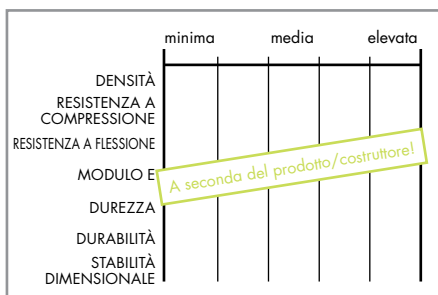 minima media elevata
DENSITÀ
RESISTENZA A
COMPRESSIONE
RESISTENZA A FLESSIONE
MODULO E
A seconda del prodotto/costruttore!
DUREZZA
DURABILITÀ
STABILITÀ
DIMENSIONALE